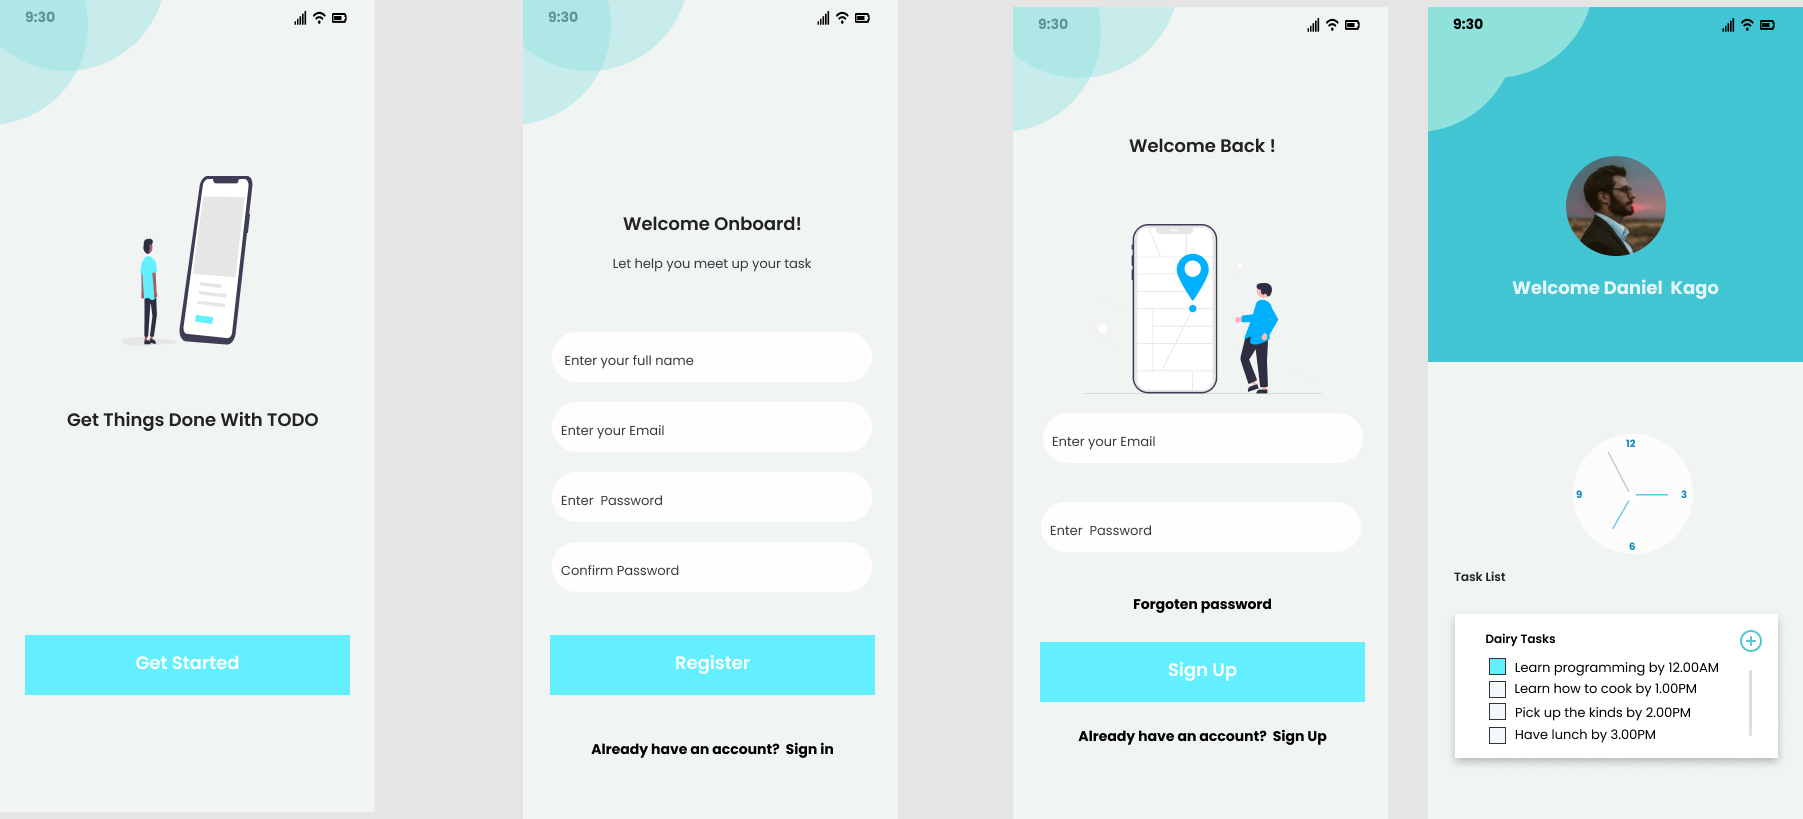 9:30
Get Things Done With TODO
Get Started
9:30
Welcome Onboard!
Let help you meet up your task
Enter your full name
Enter your Email
Enter  Password
Confirm Password
Register
Already have an account?  Sign in
9:30
Welcome Back !
Enter your Email
Enter  Password
Forgoten password
Sign Up
Already have an account?  Sign Up
9:30
Welcome Daniel  Kago
12
9
3
6
Task List
Dairy Tasks
Learn programming by 12.00AM
Learn how to cook by 1.00PM
Pick up the kinds by 2.00PM
Have lunch by 3.00PM